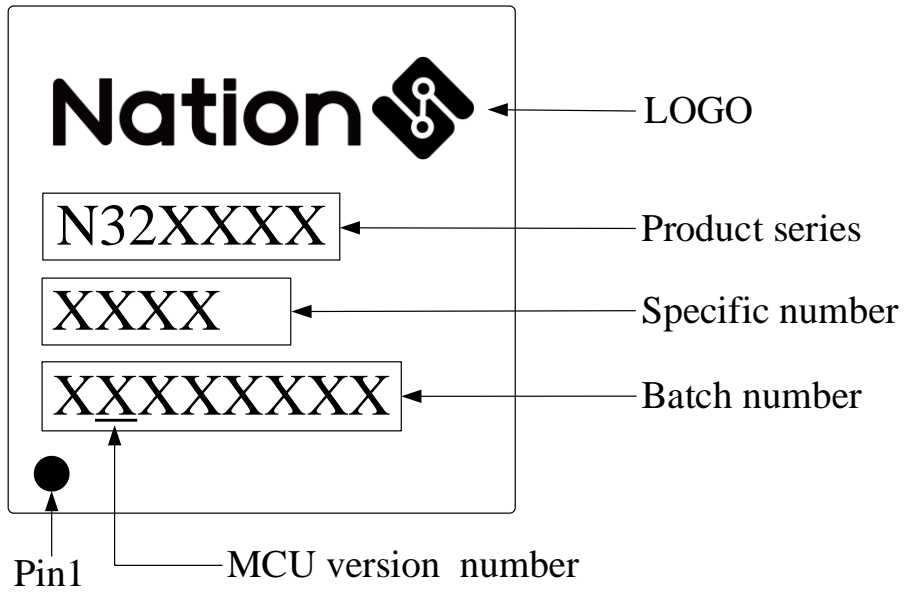 Nation
LOGO
N32XXXX
Product series
XXXX
Specific number
XXXXXXXX
Batch number
Pin1
MCU version number